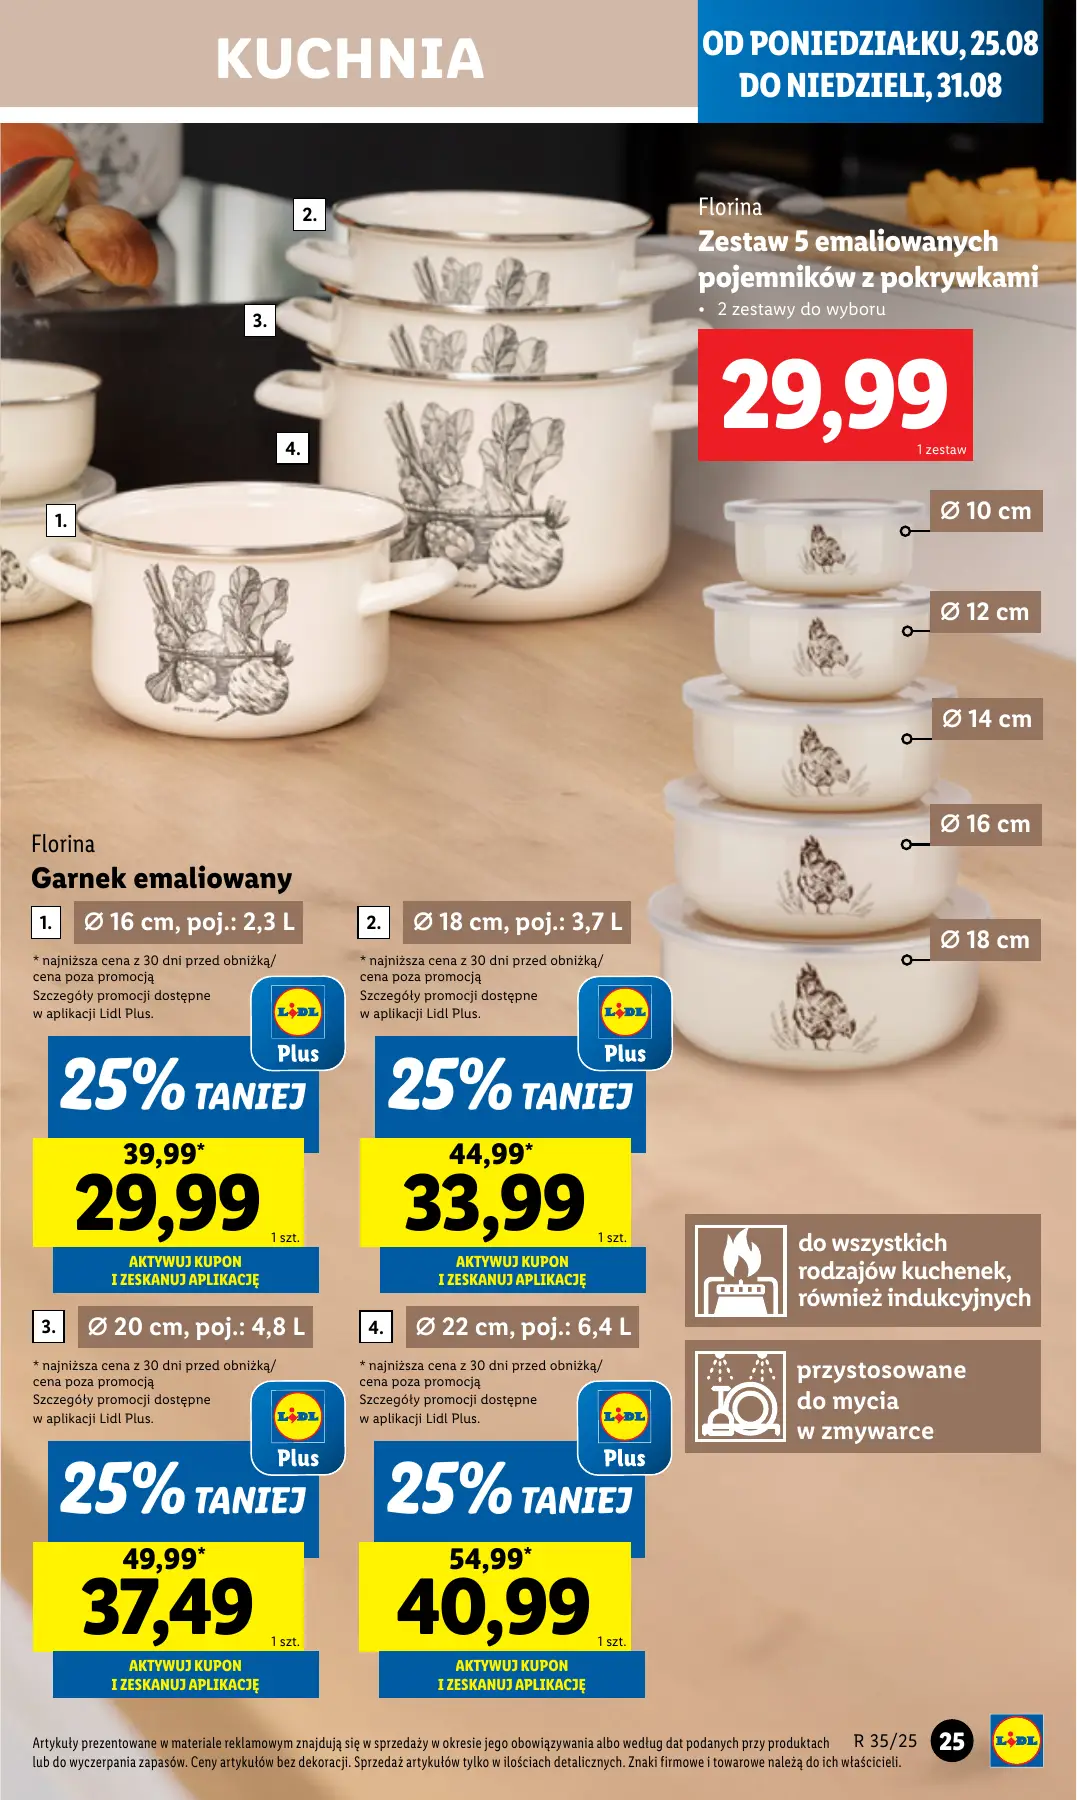 KUCHNIA
OD PONIEDZIAŁKU, 25.08
DO NIEDZIELI, 31.08
Florina
Zestaw 5 emaliowanych
pojemników z pokrywkami
• 2 zestawy do wyboru
29,99
1 zestaw
2.
3.
4.
1.
Ø 10 cm
Ø 12 cm
Ø 14 cm
Ø 16 cm
Ø 18 cm
Florina
Garnek emaliowany
1. Ø 16 cm, poj.: 2,3 L
* najniższa cena z 30 dni przed obniżką/
cena poza promocją
Szczegóły promocji dostępne
w aplikacji Lidl Plus.
LIDL
Plus
25% TANIEJ
39,99*
29,99
1 szt.
AKTYWUJ KUPON
I ZESKANUJ APLIKACJĘ
2. Ø 18 cm, poj.: 3,7 L
* najniższa cena z 30 dni przed obniżką/
cena poza promocją
Szczegóły promocji dostępne
w aplikacji Lidl Plus.
LIDL
Plus
25% TANIEJ
44,99*
33,99
1 szt.
AKTYWUJ KUPON
I ZESKANUJ APLIKACJĘ
3. Ø 20 cm, poj.: 4,8 L
* najniższa cena z 30 dni przed obniżką/
cena poza promocją
Szczegóły promocji dostępne
w aplikacji Lidl Plus.
LIDL
Plus
25% TANIEJ
49,99*
37,49
1 szt.
AKTYWUJ KUPON
I ZESKANUJ APLIKACJĘ
4. Ø 22 cm, poj.: 6,4 L
* najniższa cena z 30 dni przed obniżką/
cena poza promocją
Szczegóły promocji dostępne
w aplikacji Lidl Plus.
LIDL
Plus
25% TANIEJ
54,99*
40,99
1 szt.
AKTYWUJ KUPON
I ZESKANUJ APLIKACJĘ
do wszystkich
rodzajów kuchenek,
również indukcyjnych
przystosowane
do mycia
w zmywarce
Artykuły prezentowane w materiale reklamowym znajdują się w sprzedaży w okresie jego obowiązywania albo według dat podanych przy produktach
lub do wyczerpania zapasów. Ceny artykułów bez dekoracji. Sprzedaż artykułów tylko w ilościach detalicznych. Znaki firmowe i towarowe należą do ich właścicieli.
R 35/25
25
LIDL